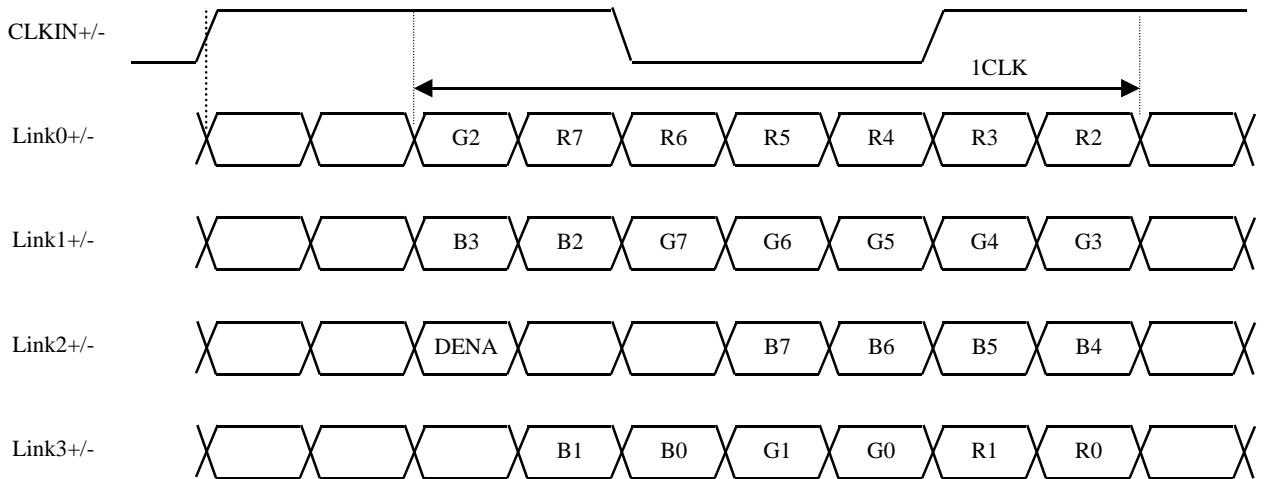 CLKIN+/-
1CLK
Link0+/- G2 R7 R6 R5 R4 R3 R2
Link1+/- B3 B2 G7 G6 G5 G4 G3
Link2+/- DENA B7 B6 B5 B4
Link3+/- B1 B0 G1 G0 R1 R0